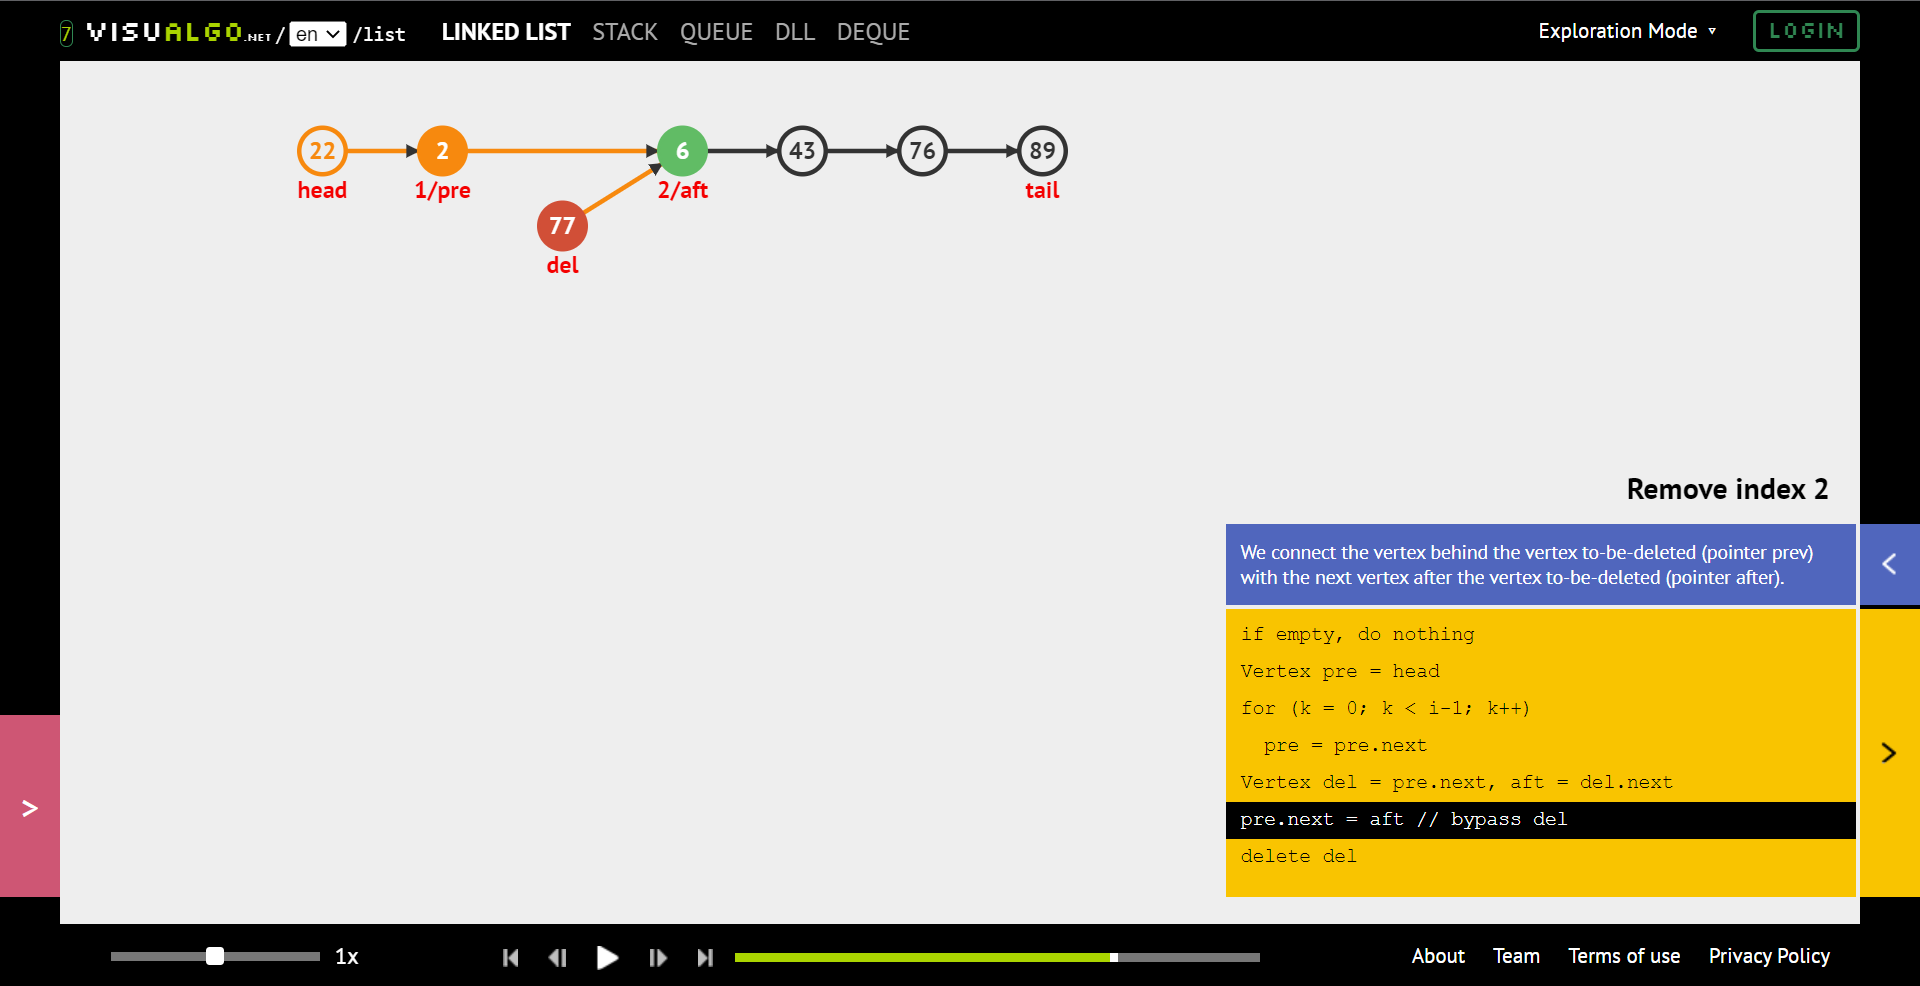 7 VISUALGO.NET / en /list LINKED LIST STACK QUEUE DLL DEQUE Exploration Mode ▾ LOGIN
22 2 6 43 76 89
head 1/pre 2/aft tail
77
del
Remove index 2
We connect the vertex behind the vertex to-be-deleted (pointer prev)
with the next vertex after the vertex to-be-deleted (pointer after).
<
if empty, do nothing
Vertex pre = head
for (k = 0; k < i-1; k++)
pre = pre.next
>
Vertex del = pre.next, aft = del.next
pre.next = aft // bypass del
delete del
>
1x About Team Terms of use Privacy Policy